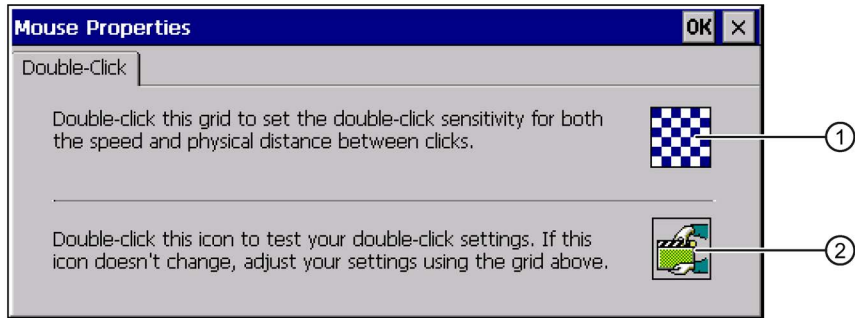 Mouse Properties OK ×
Double-Click
Double-click this grid to set the double-click sensitivity for both
the speed and physical distance between clicks.
1
Double-click this icon to test your double-click settings. If this
icon doesn't change, adjust your settings using the grid above.
2